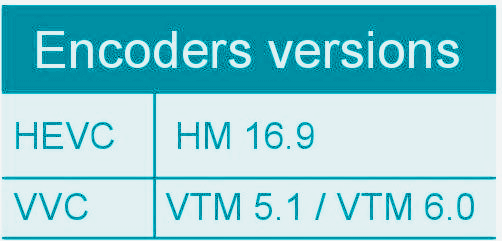 Encoders versions
HEVC HM 16.9
VVC VTM 5.1 / VTM 6.0